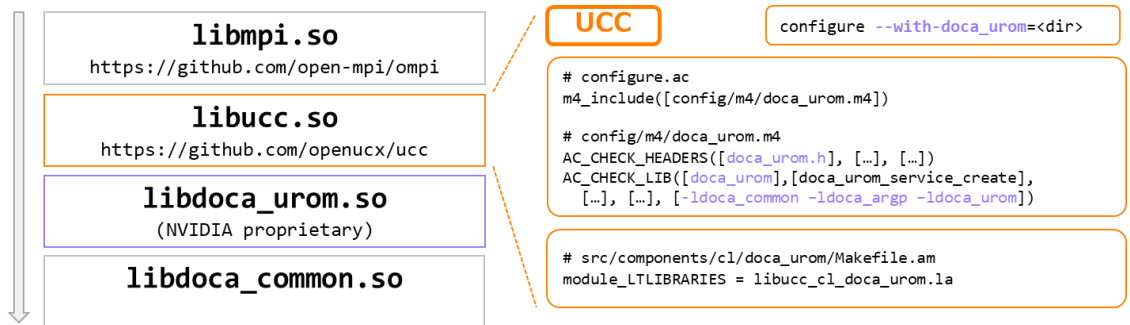 libmpi.so
https://github.com/open-mpi/ompi
libucc.so
https://github.com/openucx/ucc
libdoca_urom.so
(NVIDIA proprietary)
libdoca_common.so
UCC
configure --with-doca_urom=<dir>
# configure.ac
m4_include([config/m4/doca_urom.m4])
# config/m4/doca_urom.m4
AC_CHECK_HEADERS([doca_urom.h], […], […])
AC_CHECK_LIB([doca_urom],[doca_urom_service_create],
[…], […], [-ldoca_common –ldoca_argp –ldoca_urom])
# src/components/cl/doca_urom/Makefile.am
module_LTLIBRARIES = libucc_cl_doca_urom.la